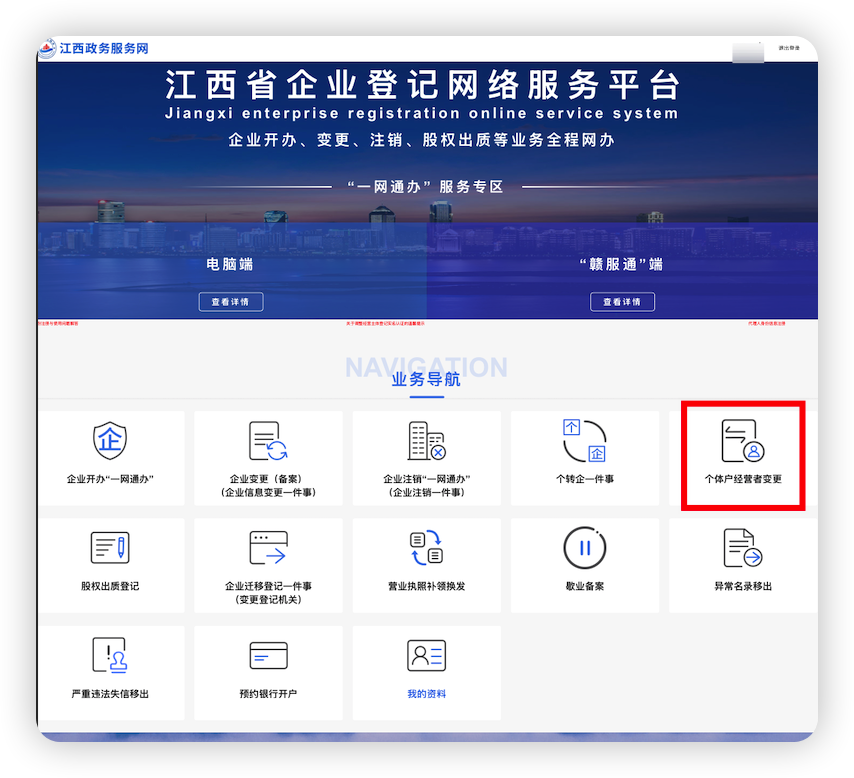 江西政务服务网
退出登录
江西省企业登记网络服务平台
Jiangxi enterprise registration online service system
企业开办、变更、注销、股权出质等业务全程网办
“一网通办”服务专区
电脑端
“赣服通”端
查看详情
查看详情
NAVIGATION
业务导航
企
企业开办“一网通办”
企业变更（备案）
（企业信息变更一件事）
企业注销“一网通办”
（企业注销一件事）
个
企
个转企一件事
个体户经营者变更
股权出质登记
企业迁移登记一件事
（变更登记机关）
营业执照补领换发
歇业备案
异常名录移出
严重违法失信移出
预约银行开户
我的资料